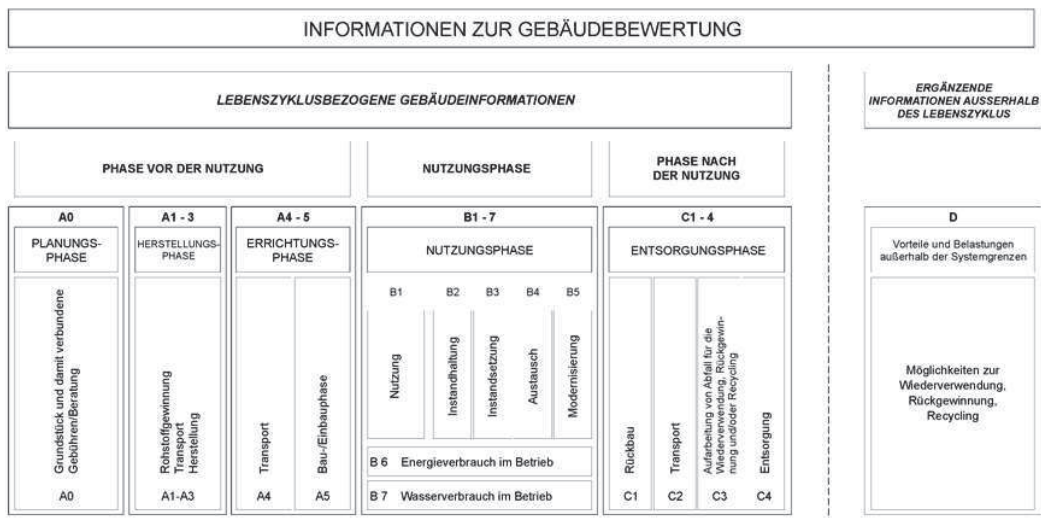 INFORMATIONEN ZUR GEBÄUDEBEWERTUNG
LEBENSZYKLUSBEZOGENE GEBÄUDEINFORMATIONEN
ERGÄNZENDE
INFORMATIONEN AUSSERHALB
DES LEBENSZYKLUS
PHASE VOR DER NUTZUNG
NUTZUNGSPHASE
PHASE NACH
DER NUTZUNG
A0
PLANUNGS-
PHASE
Grundstück und damit verbundene
Gebühren/Beratung
A0
A1 - 3
HERSTELLUNGS-
PHASE
Rohstoffgewinnung
Transport
Herstellung
A1-A3
A4 - 5
ERRICHTUNGS-
PHASE
Transport
A4
Bau-/Einbauphase
A5
B1 - 7
NUTZUNGSPHASE
B1
Nutzung
B2
Instandhaltung
B3
Instandsetzung
B4
Austausch
B5
Modernisierung
B 6 Energieverbrauch im Betrieb
B 7 Wasserverbrauch im Betrieb
C1 - 4
ENTSORGUNGSPHASE
Rückbau
C1
Transport
C2
Aufarbeitung von Abfall für die
Wiederverwendung, Rückgewin-
nung und/oder Recycling
C3
Entsorgung
C4
D
Vorteile und Belastungen
außerhalb der Systemgrenzen
Möglichkeiten zur
Wiederverwendung,
Rückgewinnung,
Recycling